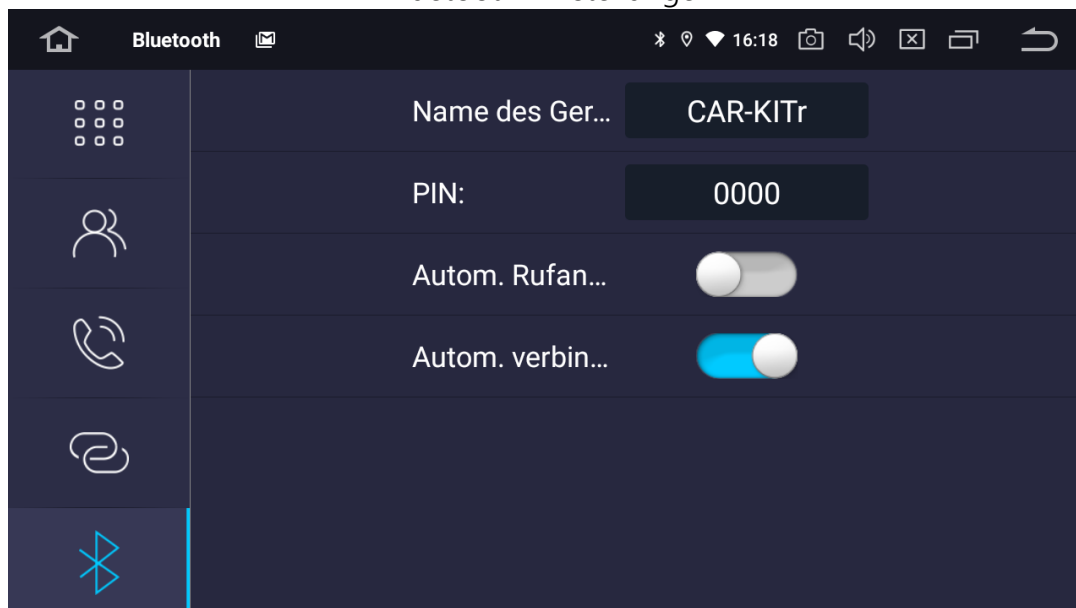 Bluetooth
16:18
Name des Ger...
CAR-KITr
PIN:
0000
Autom. Rufan...
Autom. verbin...